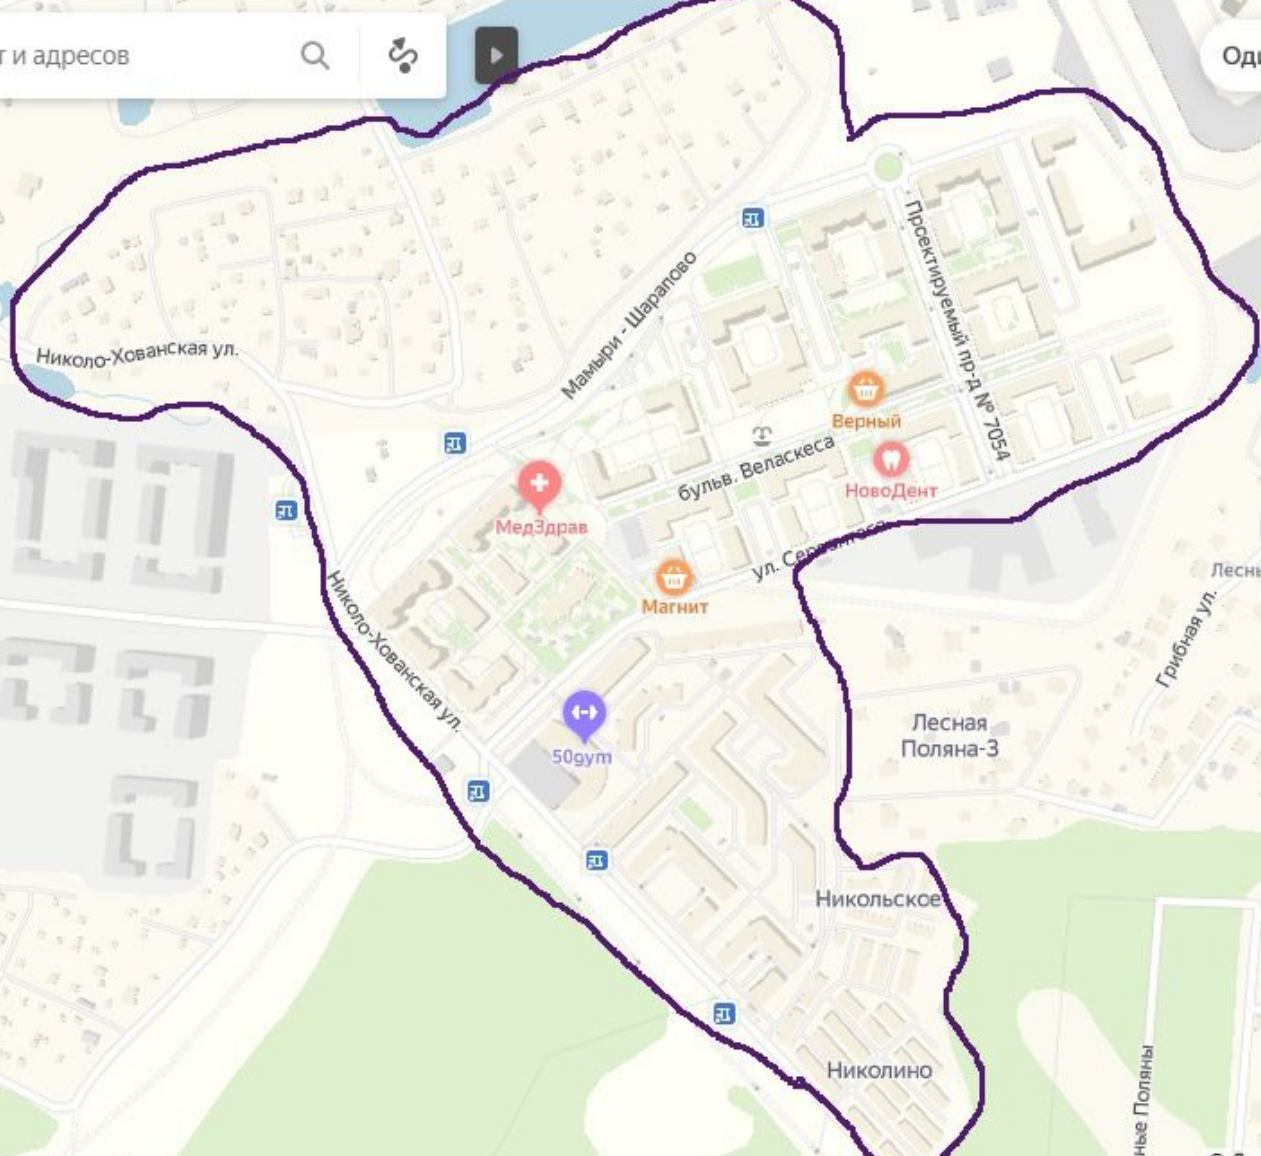 т и адресов
Оди
Николо-Хованская ул.
Мамыри - Шарапово
Проектируемый пр-д № 7054
Верный
бульв. Веласкеса
НовоДент
МедЗдрав
ул. Сервантеса
Магнит
Николо-Хованская ул.
Лесн
Грибная ул.
50gym
Лесная
Поляна-3
Никольское
Николино
ные Поляны